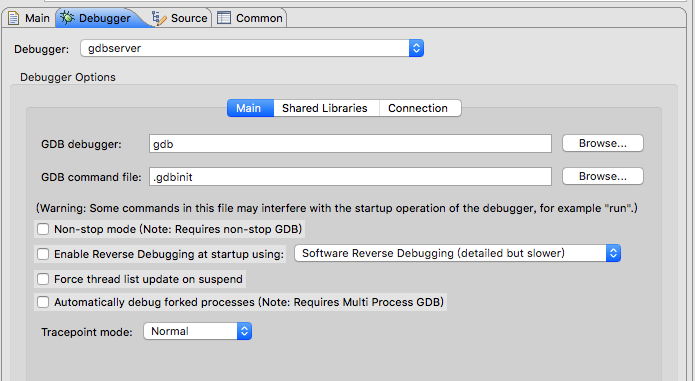 Main Debugger Source Common
Debugger: gdbserver
Debugger Options
Main Shared Libraries Connection
GDB debugger: gdb Browse...
GDB command file: .gdbinit Browse...
(Warning: Some commands in this file may interfere with the startup operation of the debugger, for example "run".)
Non-stop mode (Note: Requires non-stop GDB)
Enable Reverse Debugging at startup using: Software Reverse Debugging (detailed but slower)
Force thread list update on suspend
Automatically debug forked processes (Note: Requires Multi Process GDB)
Tracepoint mode: Normal